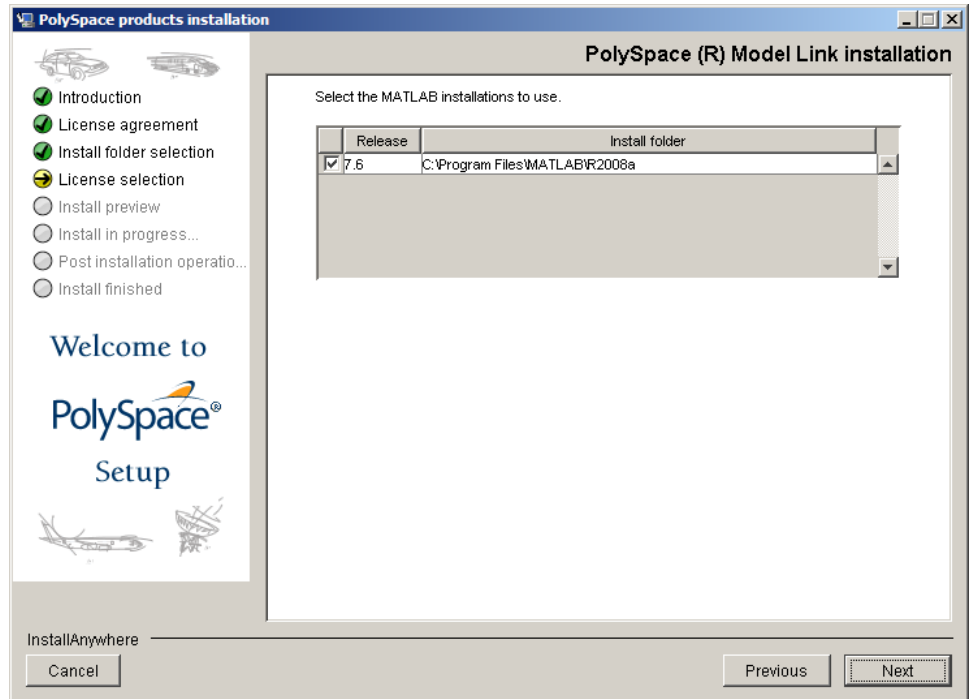 PolySpace products installation
PolySpace (R) Model Link installation
Introduction
License agreement
Install folder selection
License selection
Install preview
Install in progress...
Post installation operatio...
Install finished
Welcome to
PolySpace®
Setup
Select the MATLAB installations to use.
Release Install folder
7.6 C:\Program Files\MATLAB\R2008a
InstallAnywhere
Cancel Previous Next